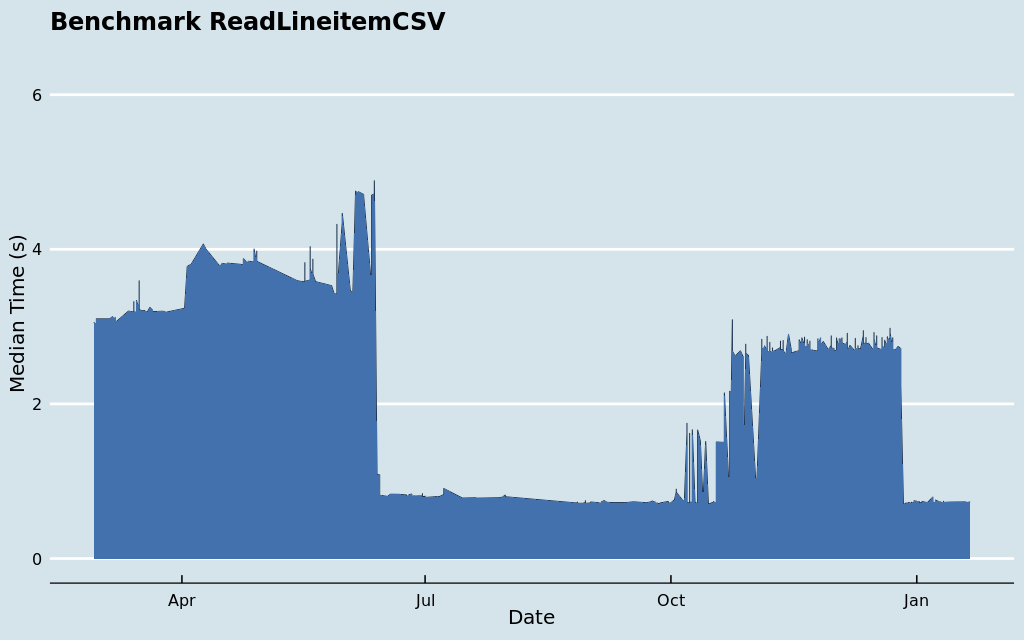 Benchmark ReadLineitemCSV
Median Time (s)
6
4
2
0
Apr
Jul
Oct
Jan
Date